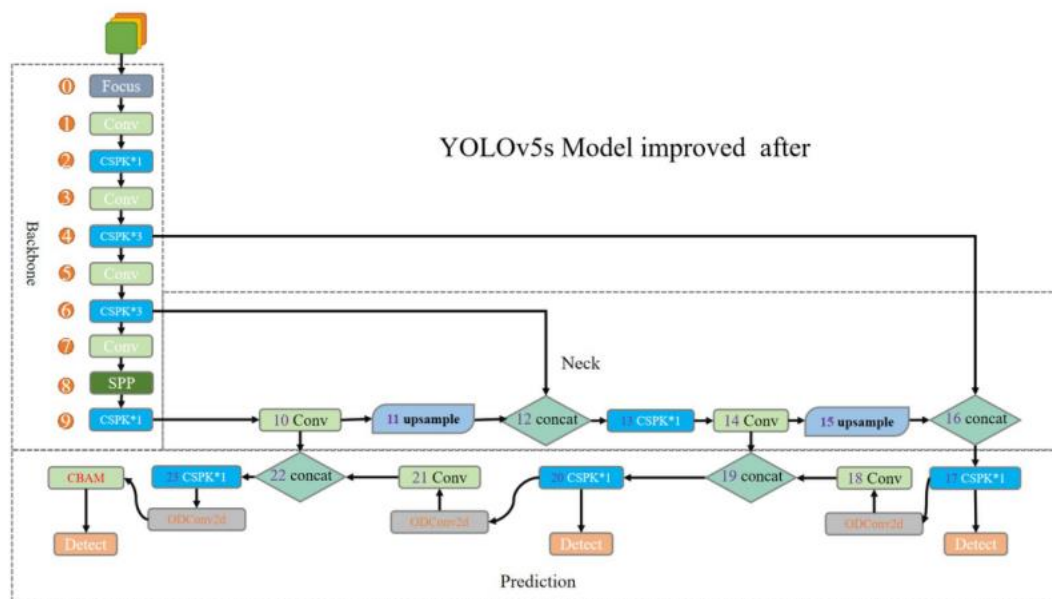 YOLOv5s Model improved after
Backbone
0 Focus
1 Conv
2 CSPK*1
3 Conv
4 CSPK*3
5 Conv
6 CSPK*3
7 Conv
8 SPP
9 CSPK*1
Neck
10 Conv
11 upsample
12 concat
13 CSPK*1
14 Conv
15 upsample
16 concat
CBAM
23 CSPK*1
22 concat
21 Conv
20 CSPK*1
19 concat
18 Conv
17 CSPK*1
ODConv2d
ODConv2d
ODConv2d
Detect
Detect
Detect
Prediction